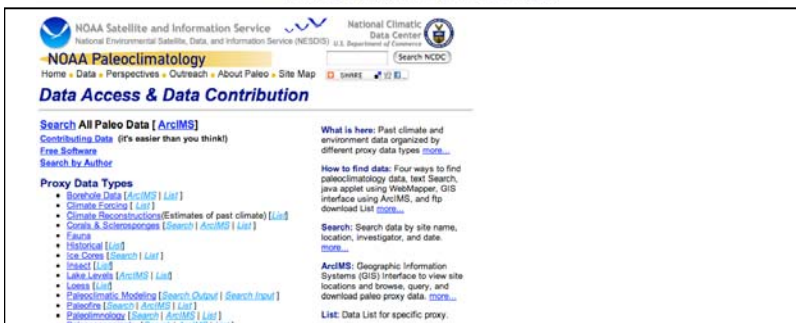 NOAA Satellite and Information Service
National Environmental Satellite, Data, and Information Service (NESDIS)
National Climatic
Data Center
U.S. Department of Commerce
NOAA Paleoclimatology
Search NCDC
Home Data Perspectives Outreach About Paleo Site Map
SHARE
Data Access & Data Contribution
Search All Paleo Data [ ArcIMS]
Contributing Data (it's easier than you think!)
Free Software
Search by Author
Proxy Data Types
Borehole Data [ArcIMS | List ]
Climate Forcing [ List ]
Climate Reconstructions(Estimates of past climate) [List]
Corals & Sclerosponges [Search | ArcIMS | List ]
Fauna
Historical [List]
Ice Cores [Search | List ]
Insect [List]
Lake Levels [ArcIMS | List]
Loess [List]
Paleoclimatic Modeling [Search Output | Search Input ]
Paleofire [Search | ArcIMS | List ]
Paleolimnology [Search | ArcIMS | List ]
What is here: Past climate and
environment data organized by
different proxy data types more...
How to find data: Four ways to find
paleoclimatology data, text Search,
java applet using WebMapper, GIS
interface using ArcIMS, and ftp
download List more...
Search: Search data by site name,
location, investigator, and date.
more...
ArcIMS: Geographic Information
Systems (GIS) Interface to view site
locations and browse, query, and
download paleo proxy data. more...
List: Data List for specific proxy.